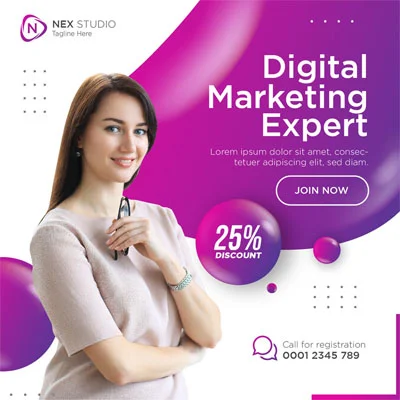 N
NEX STUDIO
Tagline Here
Digital
Marketing
Expert
Lorem ipsum dolor sit amet, consec-
tetuer adipiscing elit, sed diam.
JOIN NOW
25%
DISCOUNT
Call for registration
0001 2345 789